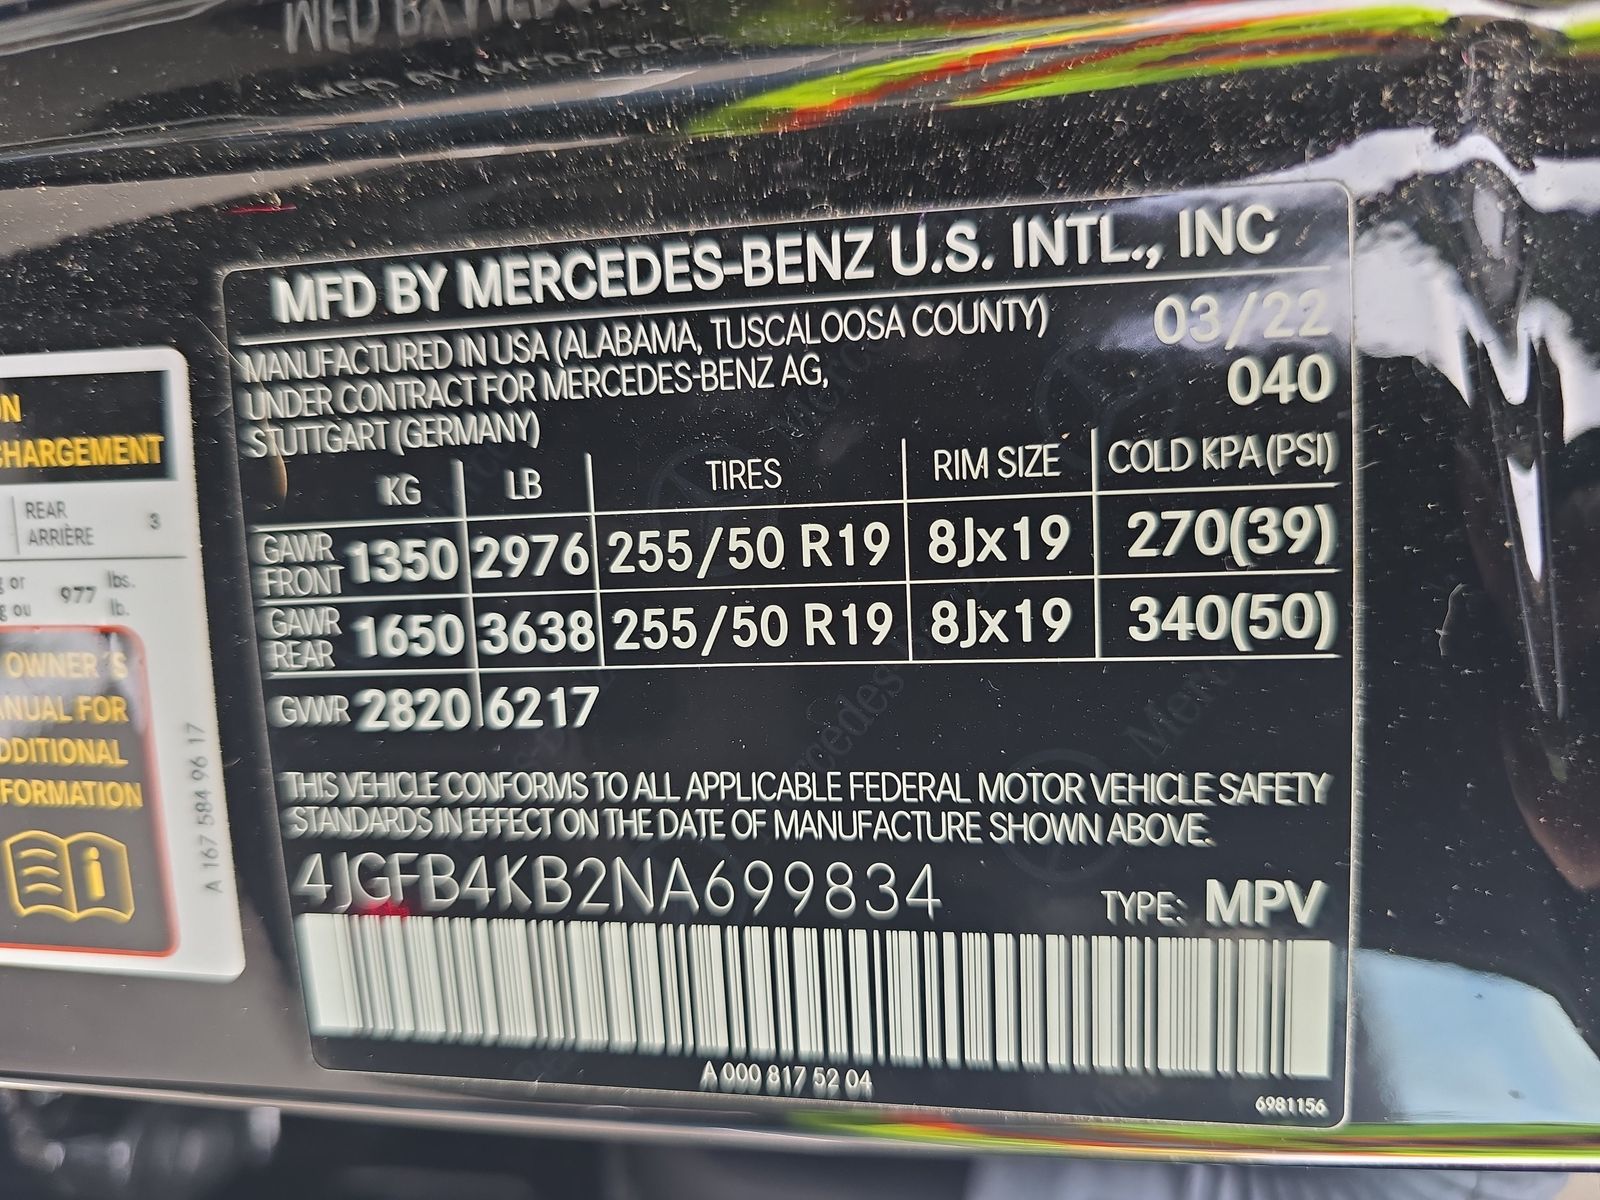 MFD BY MERCEDES-BENZ U.S. INTL., INC
MANUFACTURED IN USA (ALABAMA, TUSCALOOSA COUNTY) 03/22
UNDER CONTRACT FOR MERCEDES-BENZ AG, 040
STUTTGART (GERMANY)
KG LB TIRES RIM SIZE COLD KPA (PSI)
GAWR FRONT 1350 2976 255/50 R19 8Jx19 270(39)
GAWR REAR 1650 3638 255/50 R19 8Jx19 340(50)
GVWR 2820 6217
THIS VEHICLE CONFORMS TO ALL APPLICABLE FEDERAL MOTOR VEHICLE SAFETY
STANDARDS IN EFFECT ON THE DATE OF MANUFACTURE SHOWN ABOVE.
4JGFB4KB2NA699834 TYPE: MPV
A 000 817 52 04
6981156
REAR
ARRIÈRE 3
or 977 lbs.
ou lb.
OWNER´S
FOR
A 167 584 96 17